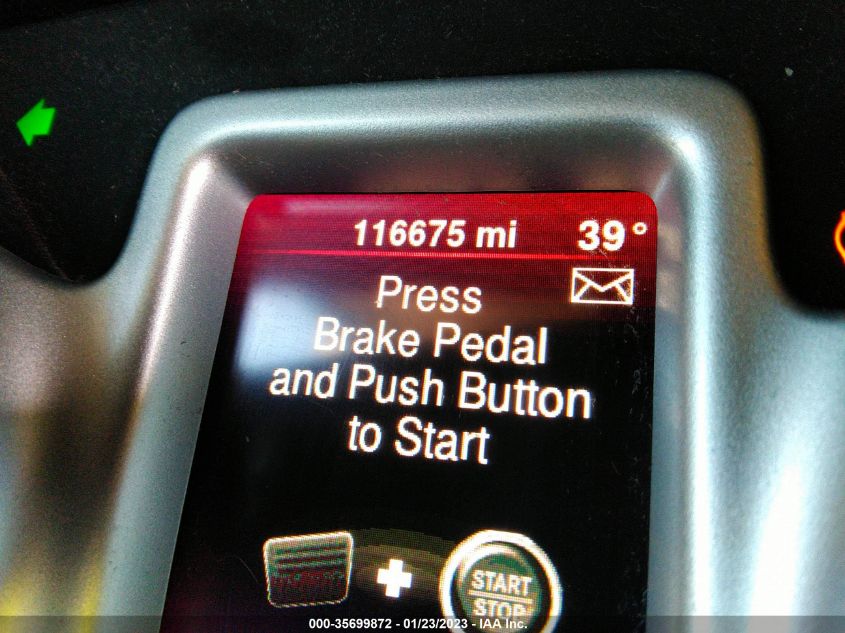 116675 mi 39°
Press
Brake Pedal
and Push Button
to Start
START
STOP
000-35699872 - 01/23/2023 - IAA Inc.